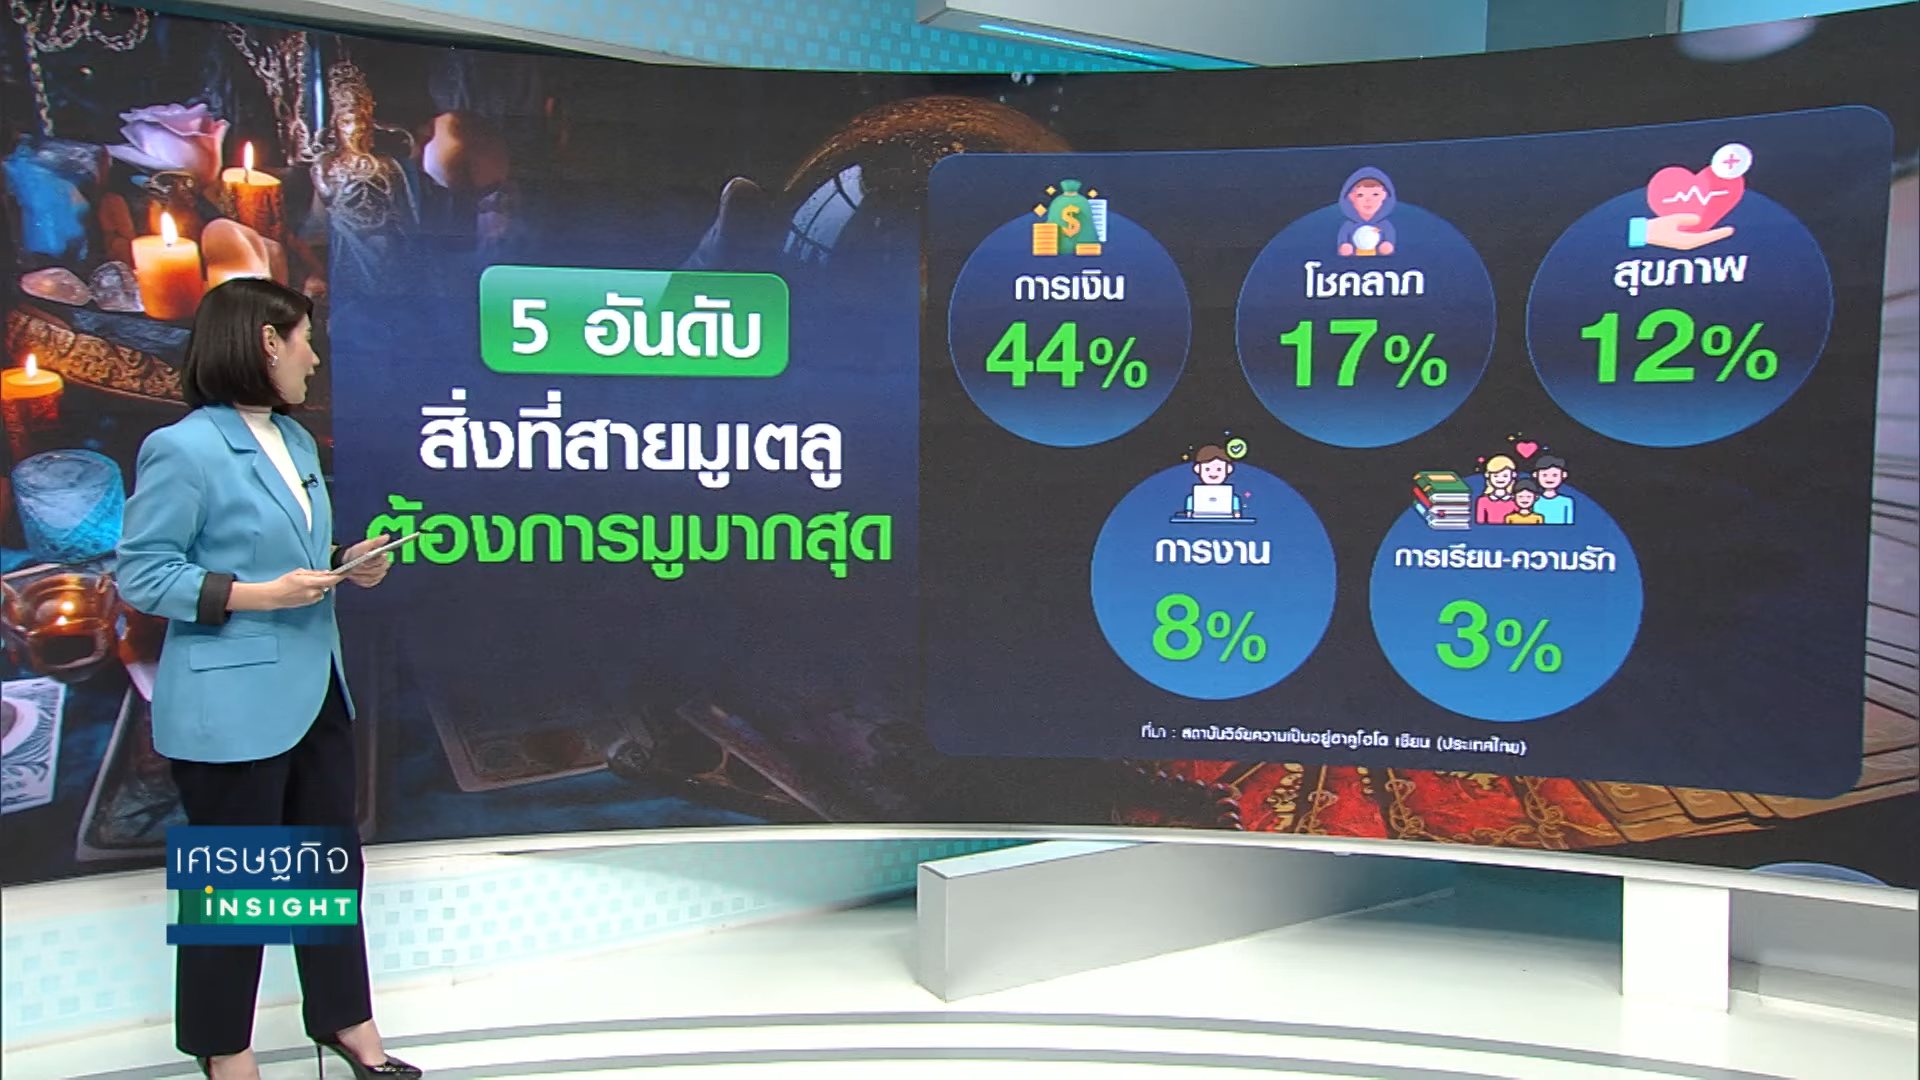 5 อันดับ
สิ่งที่สายมูเตลู
ต้องการมูมากสุด
การเงิน
44%
โชคลาภ
17%
สุขภาพ
12%
การงาน
8%
การเรียน-ความรัก
3%
ที่มา : สถาบันวิจัยความเป็นอยู่ฮาคูโฮโด เซียน (ประเทศไทย)
เศรษฐกิจ
INSIGHT